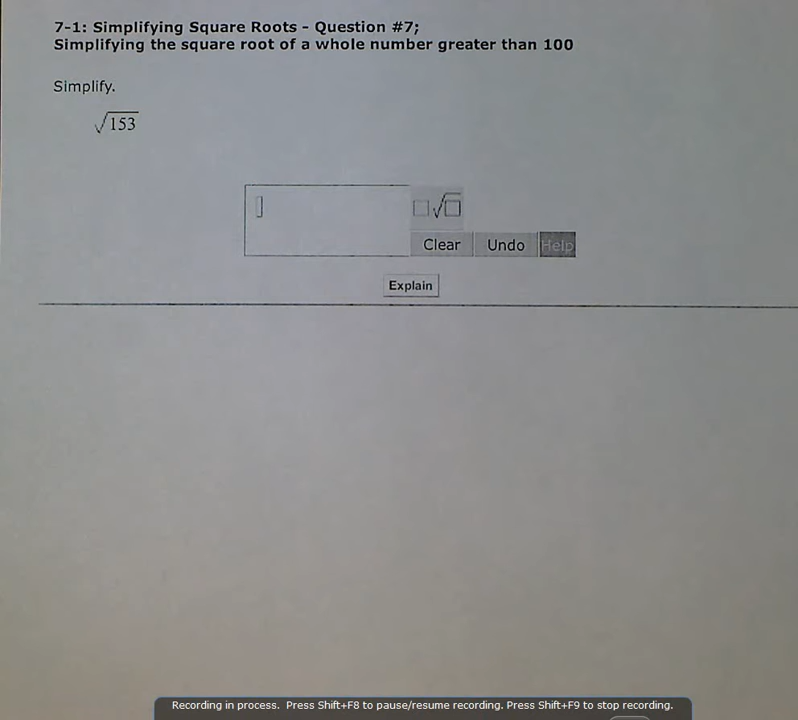 7-1: Simplifying Square Roots - Question #7;
Simplifying the square root of a whole number greater than 100
Simplify.
√153
□√□
Clear Undo Help
Explain
Recording in process. Press Shift+F8 to pause/resume recording. Press Shift+F9 to stop recording.